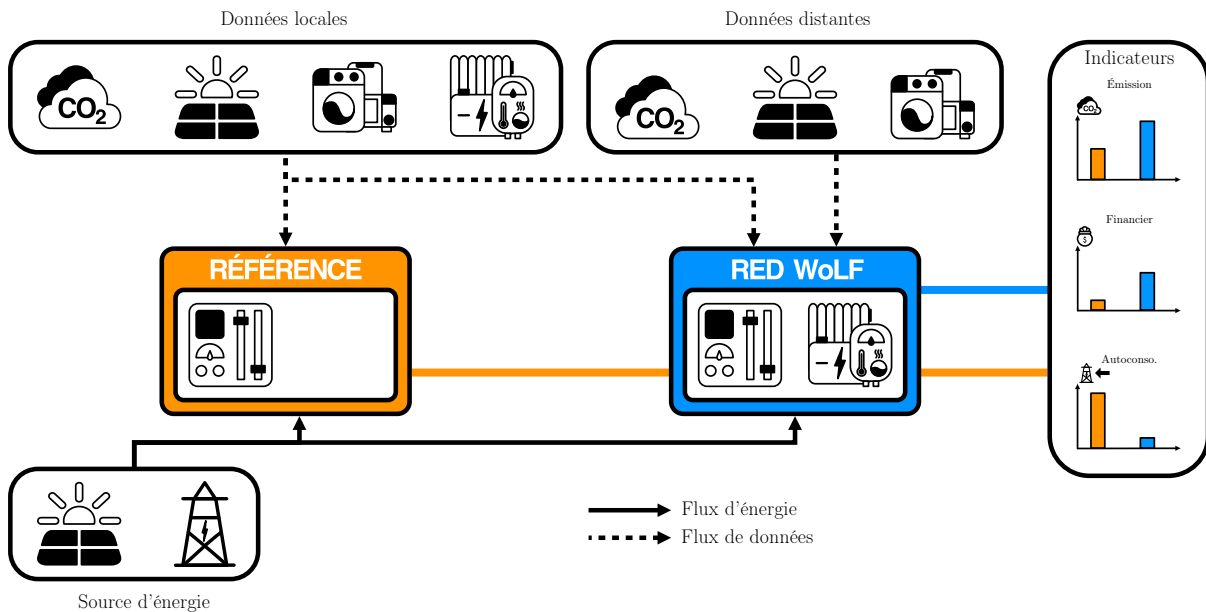 Données locales
Données distantes
Indicateurs
Émission
CO2
CO2
CO2
Financier
$
RÉFÉRENCE
RED WoLF
Autoconso.
Flux d'énergie
Flux de données
Source d'énergie